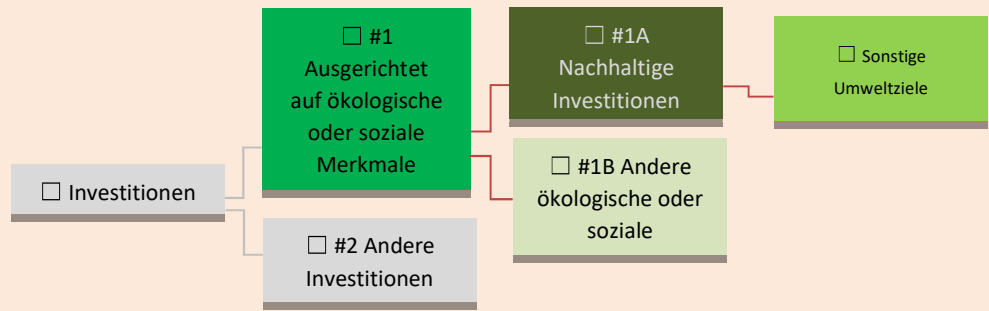 ☐ Investitionen
☐ #1
Ausgerichtet
auf ökologische
oder soziale
Merkmale
☐ #2 Andere
Investitionen
☐ #1A
Nachhaltige
Investitionen
☐ #1B Andere
ökologische oder
soziale
☐ Sonstige
Umweltziele